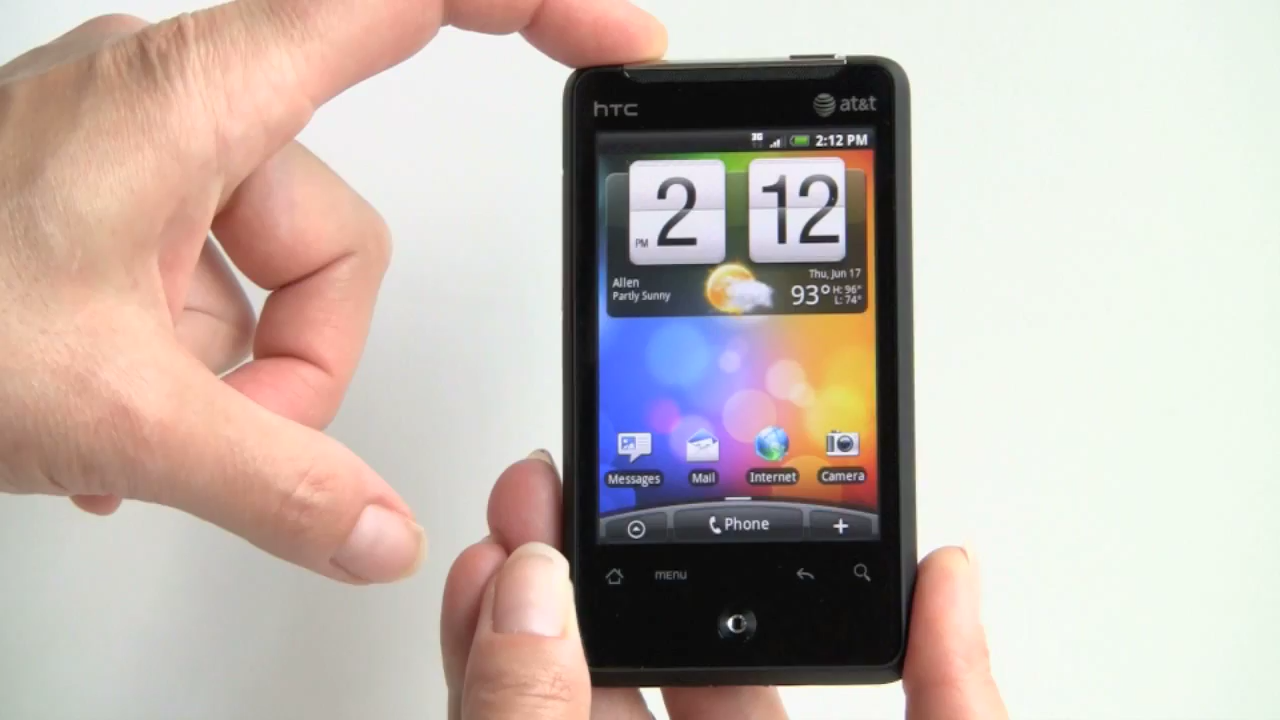 hTC at&t
3G 2:12 PM
2 12
PM
Allen Thu, Jun 17
Partly Sunny 93° H: 96°
L: 74°
Messages Mail Internet Camera
Phone
MENU